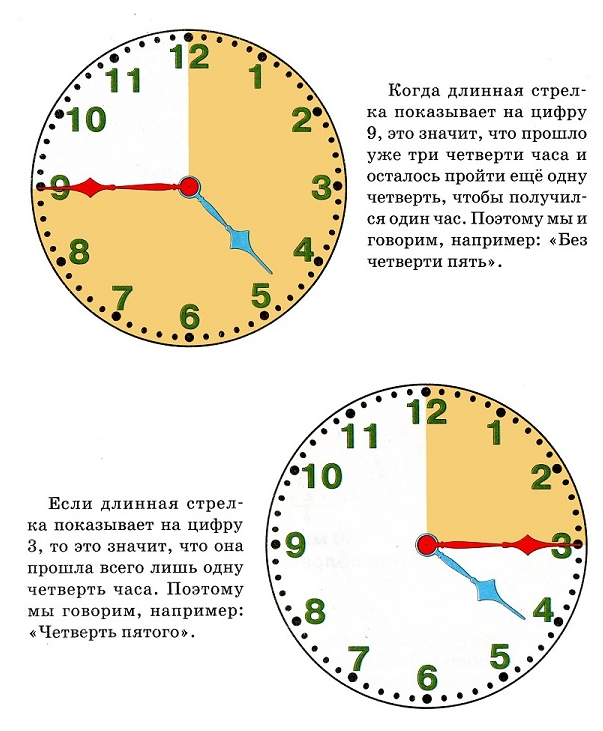 12
11 1
10 2
9 3
8 4
7 5
6
Когда длинная стрел-
ка показывает на цифру
9, это значит, что прошло
уже три четверти часа и
осталось пройти ещё одну
четверть, чтобы получил-
ся один час. Поэтому мы и
говорим, например: «Без
четверти пять».
Если длинная стрел-
ка показывает на цифру
3, то это значит, что она
прошла всего лишь одну
четверть часа. Поэтому
мы говорим, например:
«Четверть пятого».
12
11 1
10 2
9 3
8 4
7 5
6